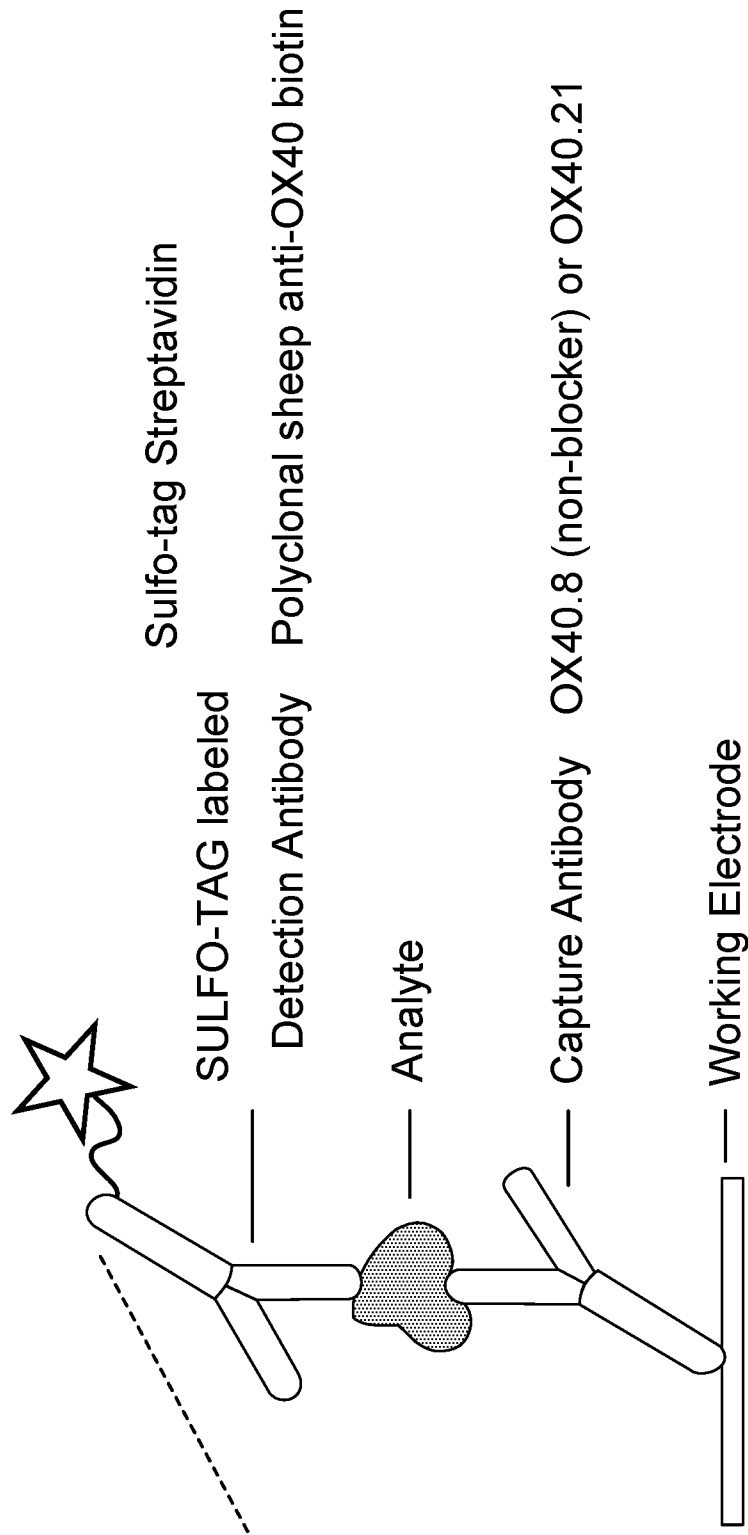 Sulfo-tag Streptavidin
SULFO-TAG labeled
Detection Antibody Polyclonal sheep anti-OX40 biotin
Analyte
Capture Antibody OX40.8 (non-blocker) or OX40.21
Working Electrode